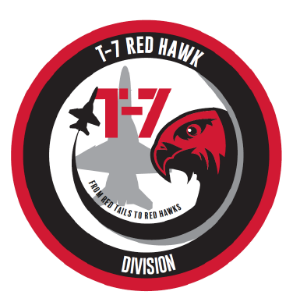 T-7 RED HAWK
T-7
FROM RED TAILS TO RED HAWKS
DIVISION